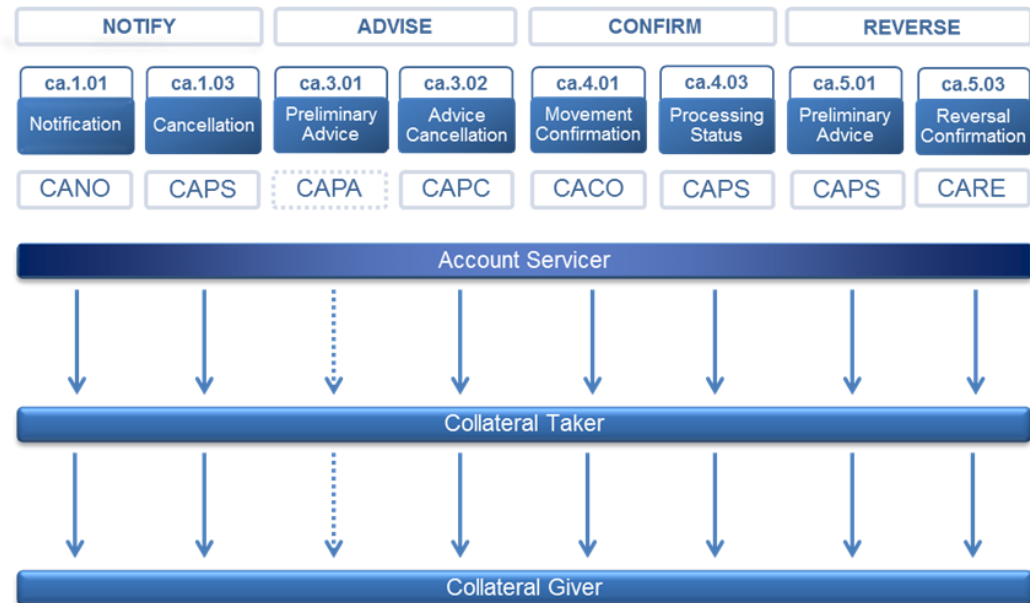 NOTIFY ADVISE CONFIRM REVERSE
ca.1.01 ca.1.03 ca.3.01 ca.3.02 ca.4.01 ca.4.03 ca.5.01 ca.5.03
Notification Cancellation Preliminary Advice Movement Processing Preliminary Reversal
Advice Cancellation Confirmation Status Advice Confirmation
CANO CAPS CAPA CAPC CACO CAPS CAPS CARE
Account Servicer
Collateral Taker
Collateral Giver